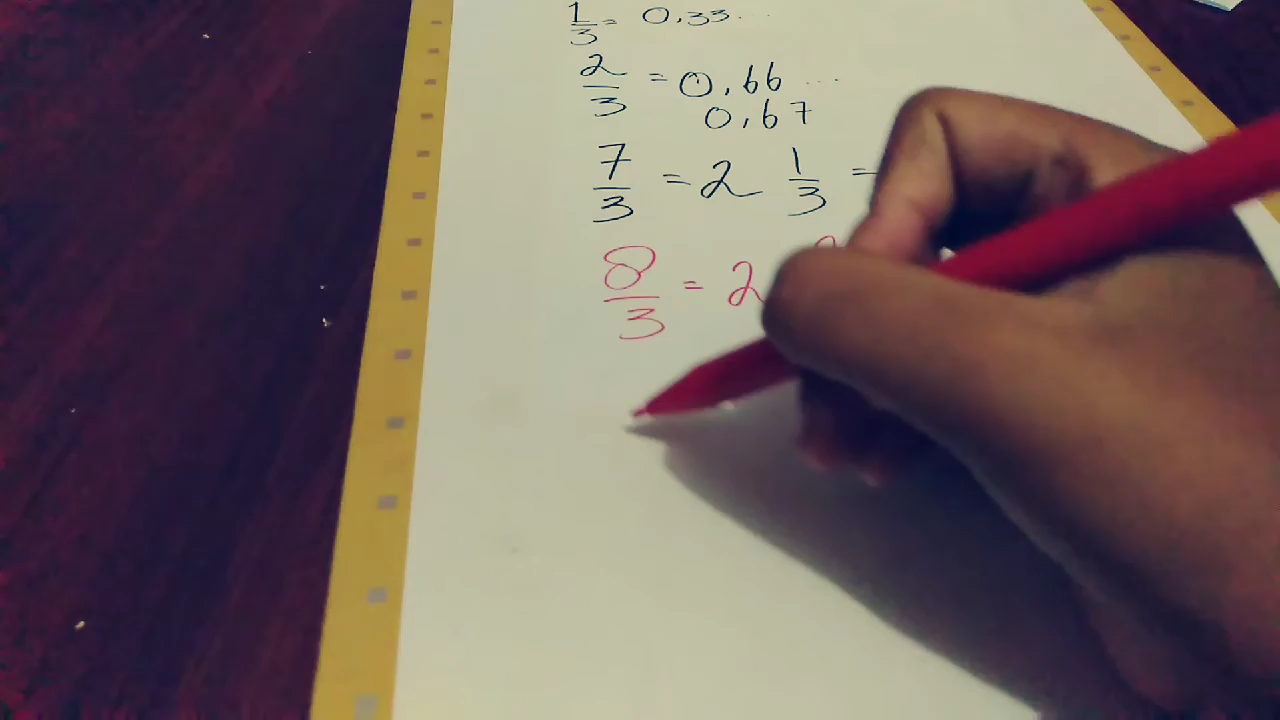 1/3 = 0,33...
2/3 = 0,66...
0,67
7/3 = 2 1/3 =
8/3 = 2